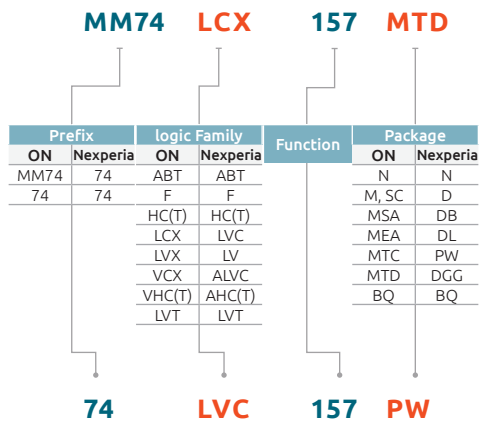 MM74 LCX 157 MTD
Prefix logic Family Function Package
ON Nexperia ON Nexperia ON Nexperia
MM74 74 ABT ABT N N
74 74 F F M, SC D
HC(T) HC(T) MSA DB
LCX LVC MEA DL
LVX LV MTC PW
VCX ALVC MTD DGG
VHC(T) AHC(T) BQ BQ
LVT LVT
74 LVC 157 PW